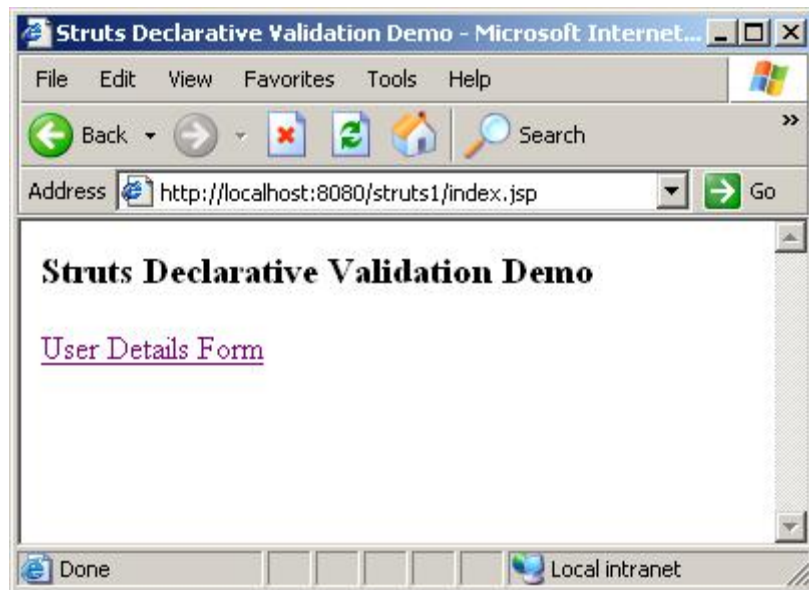 Struts Declarative Validation Demo - Microsoft Internet...
File Edit View Favorites Tools Help
Back Search »
Address http://localhost:8080/struts1/index.jsp Go
Struts Declarative Validation Demo
User Details Form
Done Local intranet